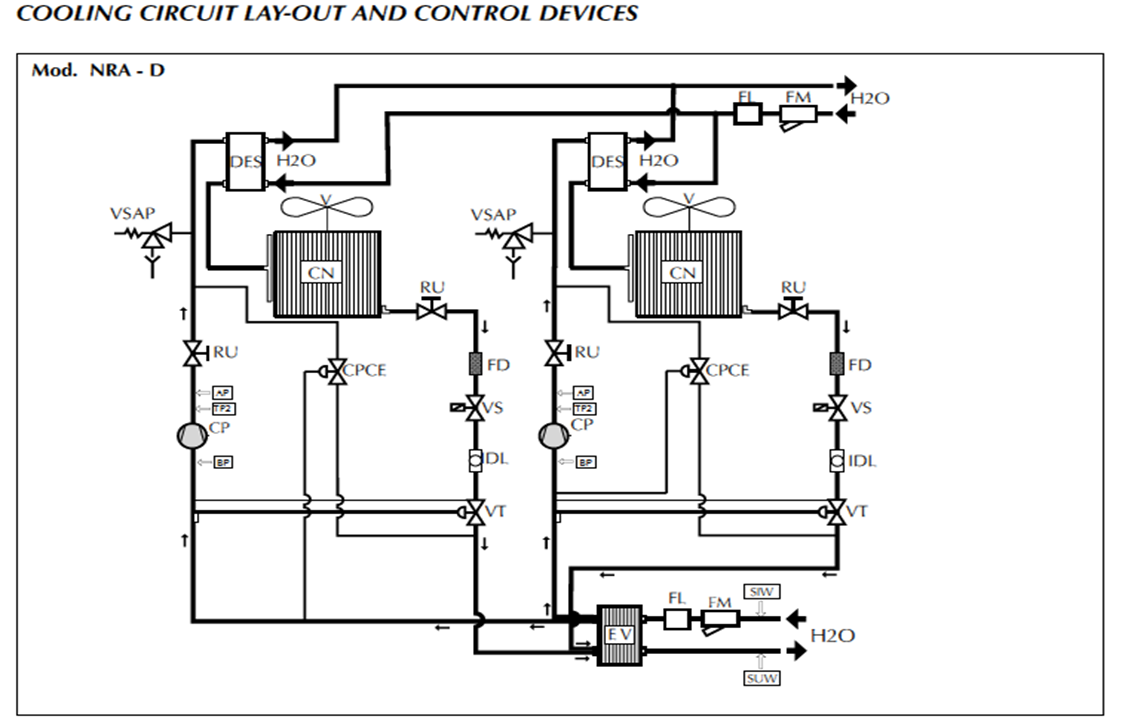 COOLING CIRCUIT LAY-OUT AND CONTROL DEVICES
Mod. NRA - D
FL FM H2O
DES H2O DES H2O
V V
VSAP VSAP
CN CN
RU RU
RU CPCE FD RU CPCE FD
AP AP
TP2 VS TP2 VS
CP CP
BP IDL BP IDL
VT VT
SIW
FL FM
EV H2O
SUW